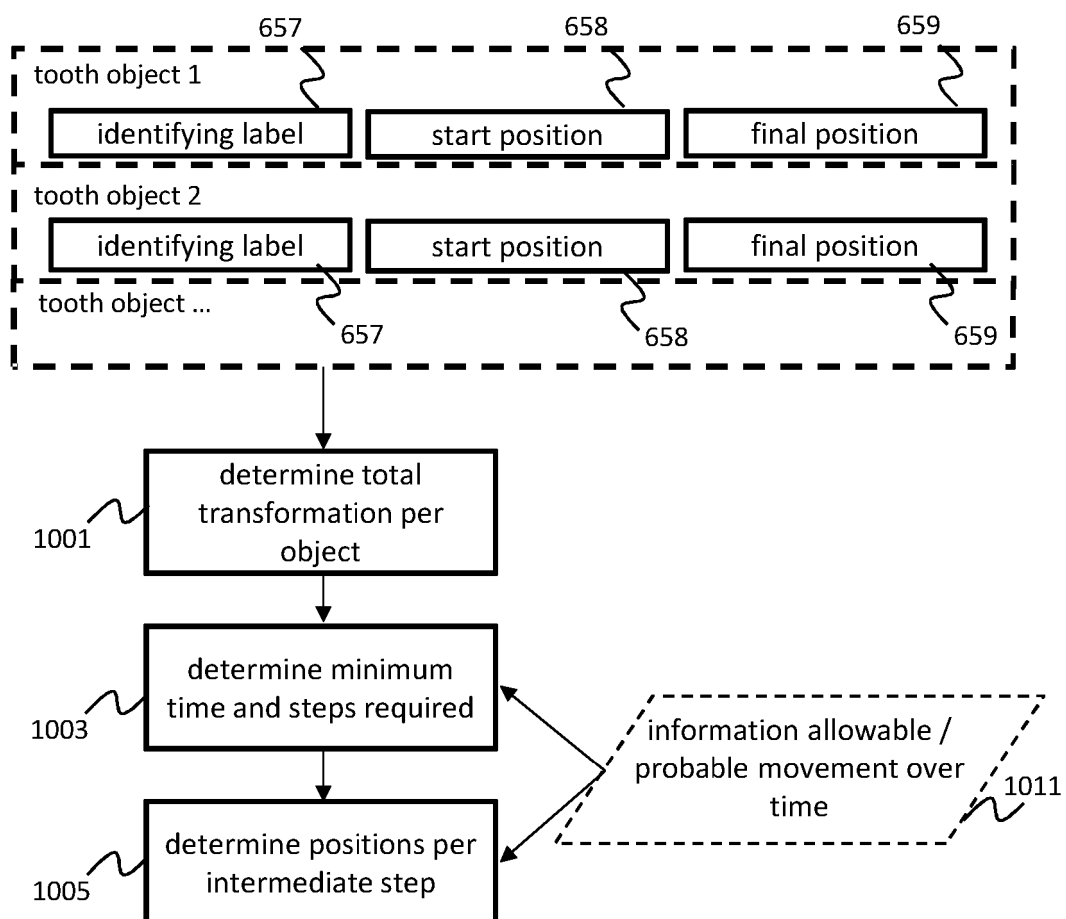 657
658
659
tooth object 1
identifying label
start position
final position
tooth object 2
identifying label
start position
final position
tooth object ...
657
658
659
determine total
transformation per
object
1001
determine minimum
time and steps required
1003
information allowable /
probable movement over
time
1011
determine positions per
intermediate step
1005